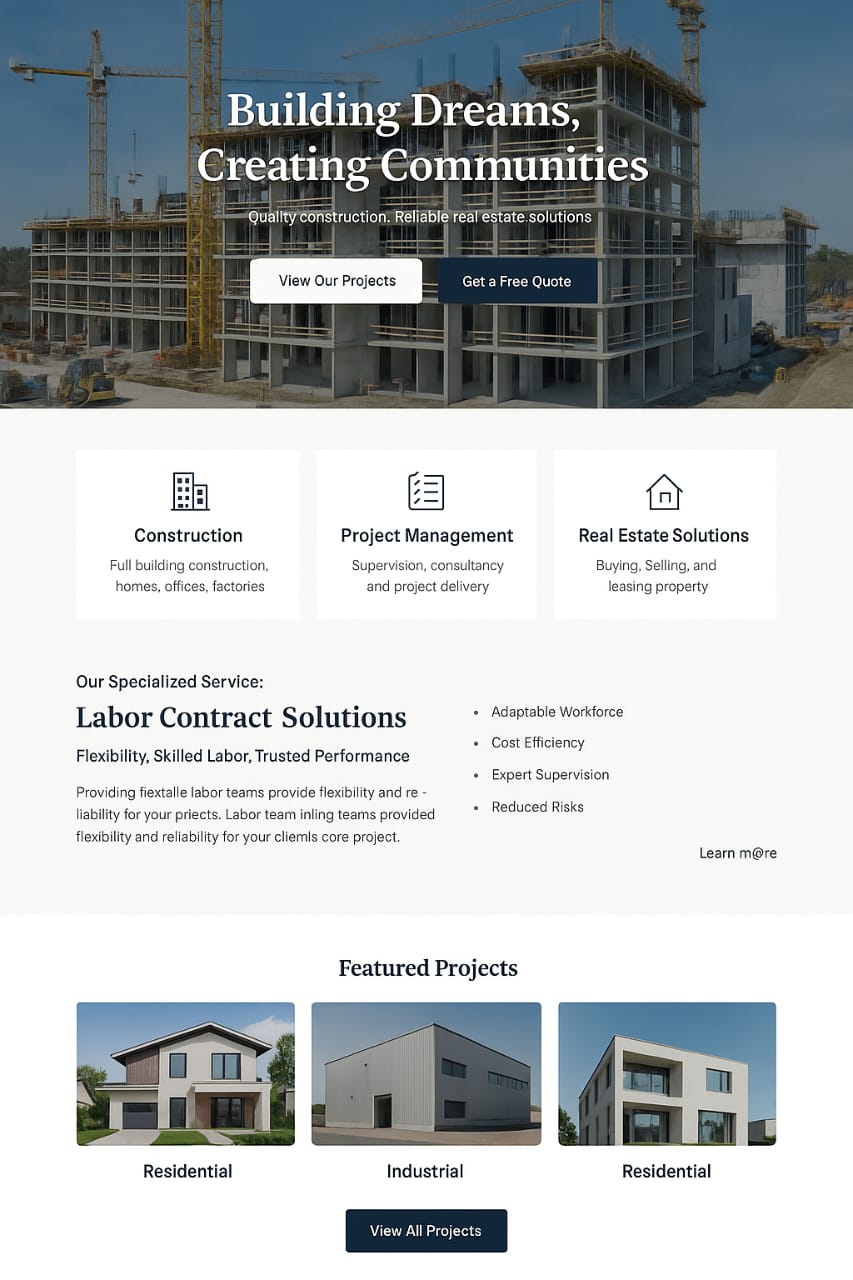 Building Dreams,
Creating Communities
Quality construction. Reliable real estate solutions
View Our Projects
Get a Free Quote
Construction
Full building construction,
homes, offices, factories
Project Management
Supervision, consultancy
and project delivery
Real Estate Solutions
Buying, Selling, and
leasing property
Our Specialized Service:
Labor Contract Solutions
Flexibility, Skilled Labor, Trusted Performance
Providing fiextalle labor teams provide flexibility and re -
liability for your priects. Labor team inling teams provided
flexibility and reliability for your cliemls core project.
• Adaptable Workforce
• Cost Efficiency
• Expert Supervision
• Reduced Risks
Learn m@re
Featured Projects
Residential
Industrial
Residential
View All Projects